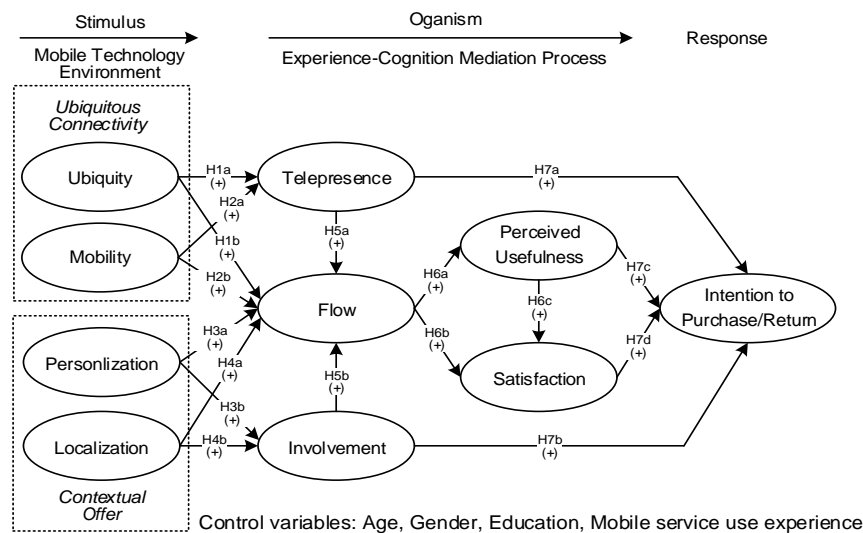 Stimulus
Oganism
Response
Mobile Technology
Environment
Experience-Cognition Mediation Process
Ubiquitous
Connectivity
Ubiquity
Mobility
Personlization
Localization
Contextual
Offer
H1a
(+)
H2a
(+)
H1b
(+)
H2b
(+)
H3a
(+)
H4a
(+)
H3b
(+)
H4b
(+)
Telepresence
H5a
(+)
Flow
H5b
(+)
Involvement
H6a
(+)
H6b
(+)
Perceived
Usefulness
H6c
(+)
Satisfaction
H7a
(+)
H7c
(+)
H7d
(+)
H7b
(+)
Intention to
Purchase/Return
Control variables: Age, Gender, Education, Mobile service use experience